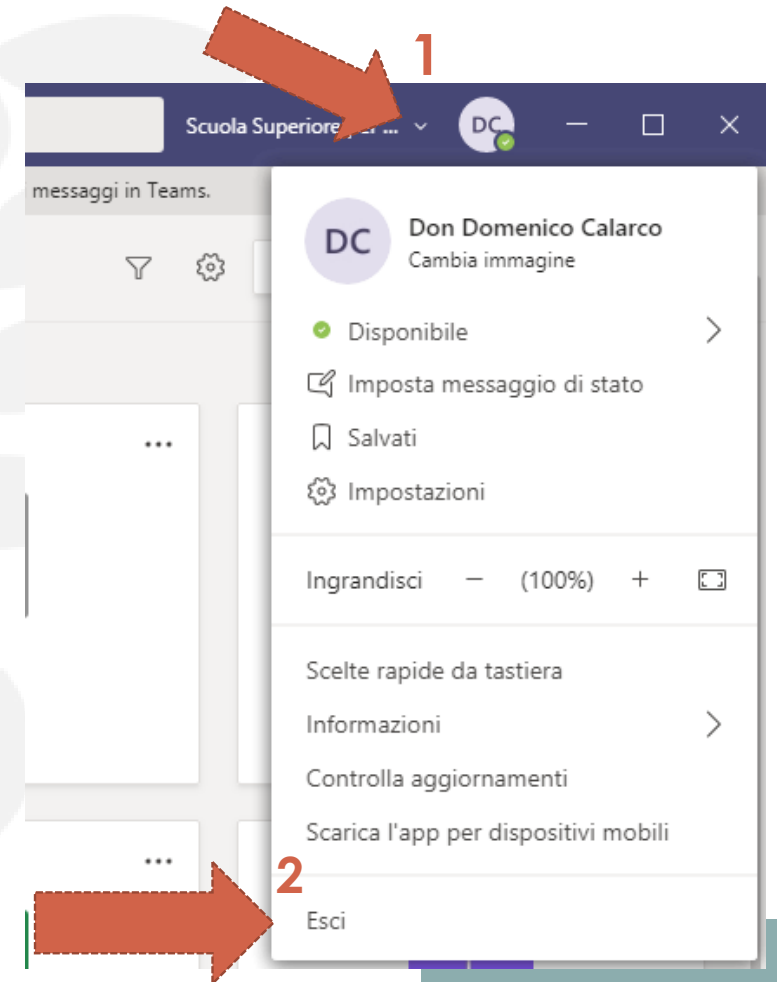 1
Scuola Superiore per ...
DC
messaggi in Teams.
DC
Don Domenico Calarco
Cambia immagine
Disponibile
Imposta messaggio di stato
Salvati
Impostazioni
Ingrandisci − (100%) +
Scelte rapide da tastiera
Informazioni
Controlla aggiornamenti
Scarica l'app per dispositivi mobili
2
Esci